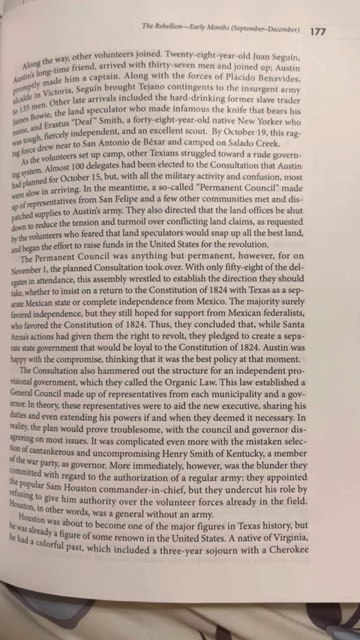 The Rebellion—Early Months (September–December) 177
Along the way, other volunteers joined. Twenty-eight-year-old Juan Seguin,
Austin's long-time friend, arrived with thirty-seven men and joined up; Austin
promptly made him a captain. Along with the forces of Plácido Benavides,
alcalde in Victoria, Seguin brought Tejano contingents to the insurgent army
to 135 men. Other late arrivals included the hard-drinking former slave trader
James Bowie, the land speculator who made infamous the knife that bears his
name, and Erastus "Deaf" Smith, a forty-eight-year-old native New Yorker who
was tough, fiercely independent, and an excellent scout. By October 19, this rag-
tag force drew near to San Antonio de Béxar and camped on Salado Creek.
As the volunteers set up camp, other Texians struggled toward a rude govern-
ing system. Almost 100 delegates had been elected to the Consultation that Austin
had planned for October 15, but, with all the military activity and confusion, most
were slow in arriving. In the meantime, a so-called "Permanent Council" made
up of representatives from San Felipe and a few other communities met and dis-
patched supplies to Austin's army. They also directed that the land offices be shut
down to reduce the tension and turmoil over conflicting land claims, as requested
by the volunteers who feared that land speculators would snap up all the best land,
and began the effort to raise funds in the United States for the revolution.
The Permanent Council was anything but permanent, however, for on
November 1, the planned Consultation took over. With only fifty-eight of the del-
egates in attendance, this assembly wrestled to establish the direction they should
take, whether to insist on a return to the Constitution of 1824 with Texas as a sep-
arate Mexican state or complete independence from Mexico. The majority surely
favored independence, but they still hoped for support from Mexican federalists,
who favored the Constitution of 1824. Thus, they concluded that, while Santa
Anna's actions had given them the right to revolt, they pledged to create a sepa-
rate state government that would be loyal to the Constitution of 1824. Austin was
happy with the compromise, thinking that it was the best policy at that moment.
The Consultation also hammered out the structure for an independent pro-
visional government, which they called the Organic Law. This law established a
General Council made up of representatives from each municipality and a gov-
ernor. In theory, these representatives were to aid the new executive, sharing his
duties and even extending his powers if and when they deemed it necessary. In
reality, the plan would prove troublesome, with the council and governor dis-
agreeing on most issues. It was complicated even more with the mistaken selec-
tion of cantankerous and uncompromising Henry Smith of Kentucky, a member
of the war party, as governor. More immediately, however, was the blunder they
committed with regard to the authorization of a regular army: they appointed
the popular Sam Houston commander-in-chief, but they undercut his role by
refusing to give him authority over the volunteer forces already in the field.
Houston, in other words, was a general without an army.
Houston was about to become one of the major figures in Texas history, but
he was already a figure of some renown in the United States. A native of Virginia,
he had a colorful past, which included a three-year sojourn with a Cherokee